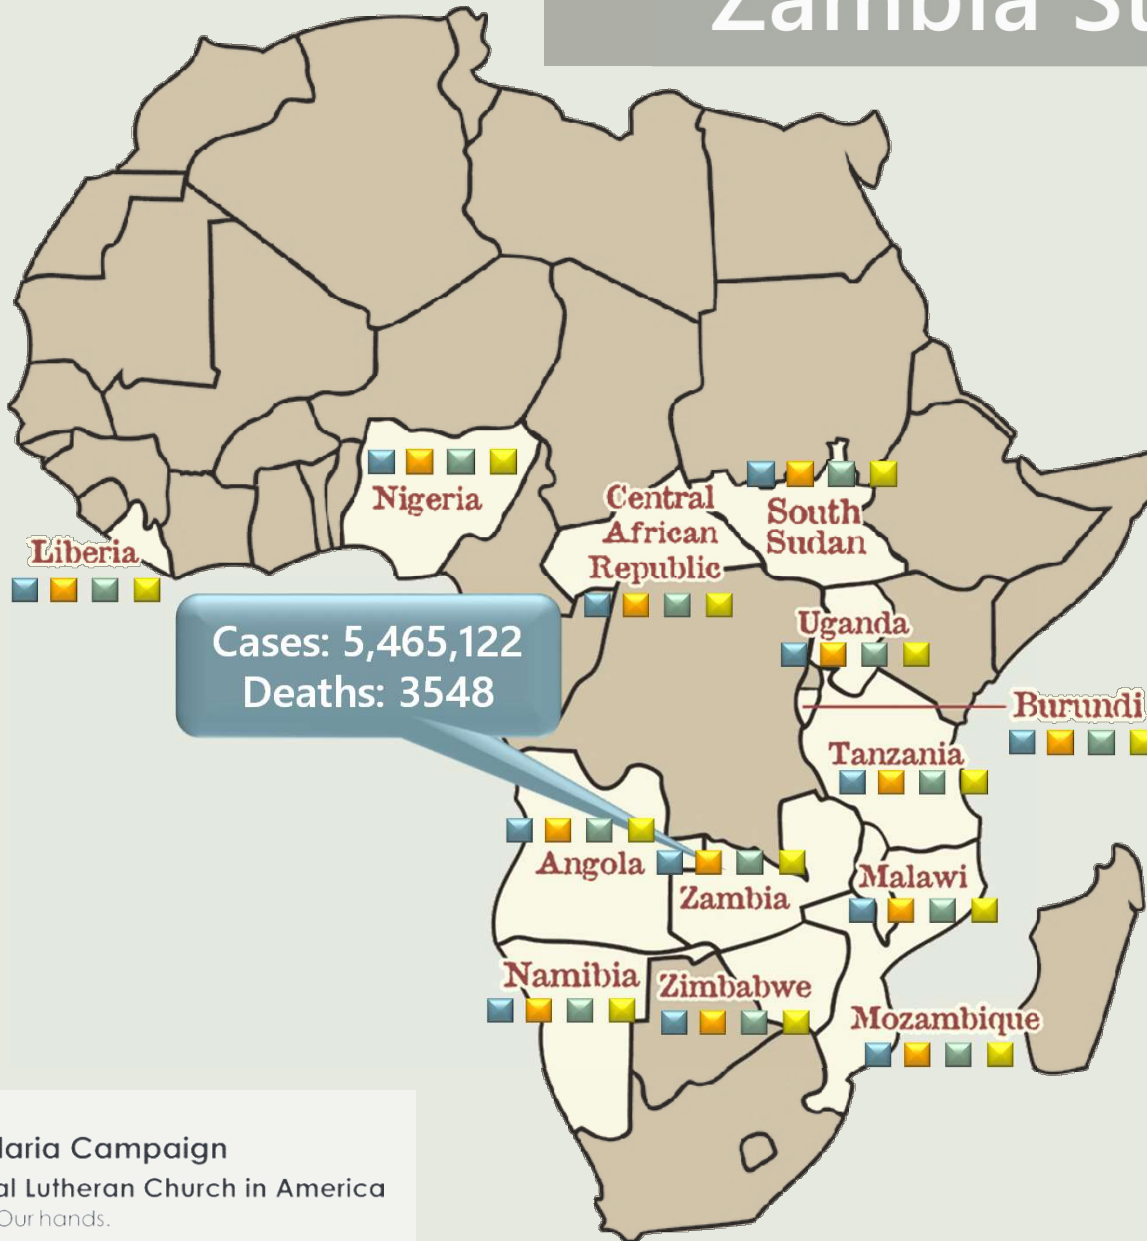 Zambia St
Nigeria
Central
African
Republic
South
Sudan
Liberia
Cases: 5,465,122
Deaths: 3548
Uganda
Burundi
Tanzania
Angola
Zambia
Malawi
Namibia
Zimbabwe
Mozambique
laria Campaign
al Lutheran Church in America
Our hands.